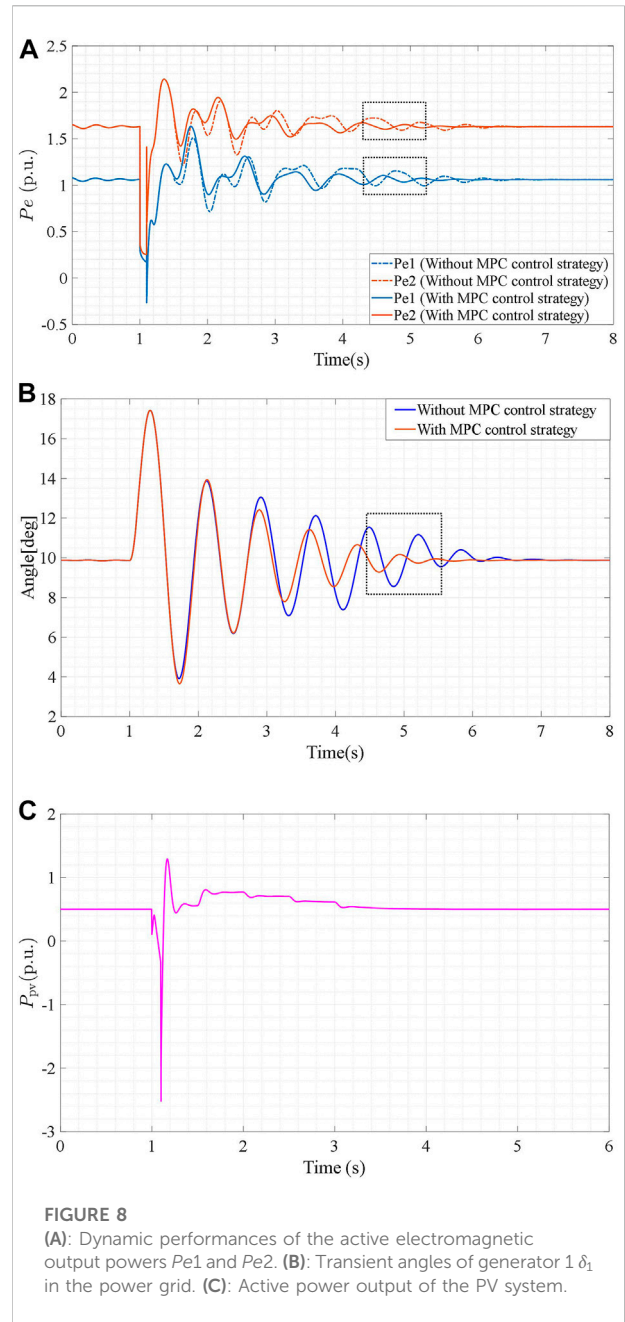 A
2.5
2
1.5
1
0.5
0
-0.5
Pe (p.u.)
Pe1 (Without MPC control strategy)
Pe2 (Without MPC control strategy)
Pe1 (With MPC control strategy)
Pe2 (With MPC control strategy)
0 1 2 3 4 5 6 7 8
Time(s)
B
18
16
14
12
10
8
6
4
2
Angle[deg]
Without MPC control strategy
With MPC control strategy
0 1 2 3 4 5 6 7 8
Time(s)
C
2
1
0
-1
-2
-3
Ppv(p.u.)
0 1 2 3 4 5 6
Time (s)
FIGURE 8
(A): Dynamic performances of the active electromagnetic
output powers Pe1 and Pe2. (B): Transient angles of generator 1 δ1
in the power grid. (C): Active power output of the PV system.